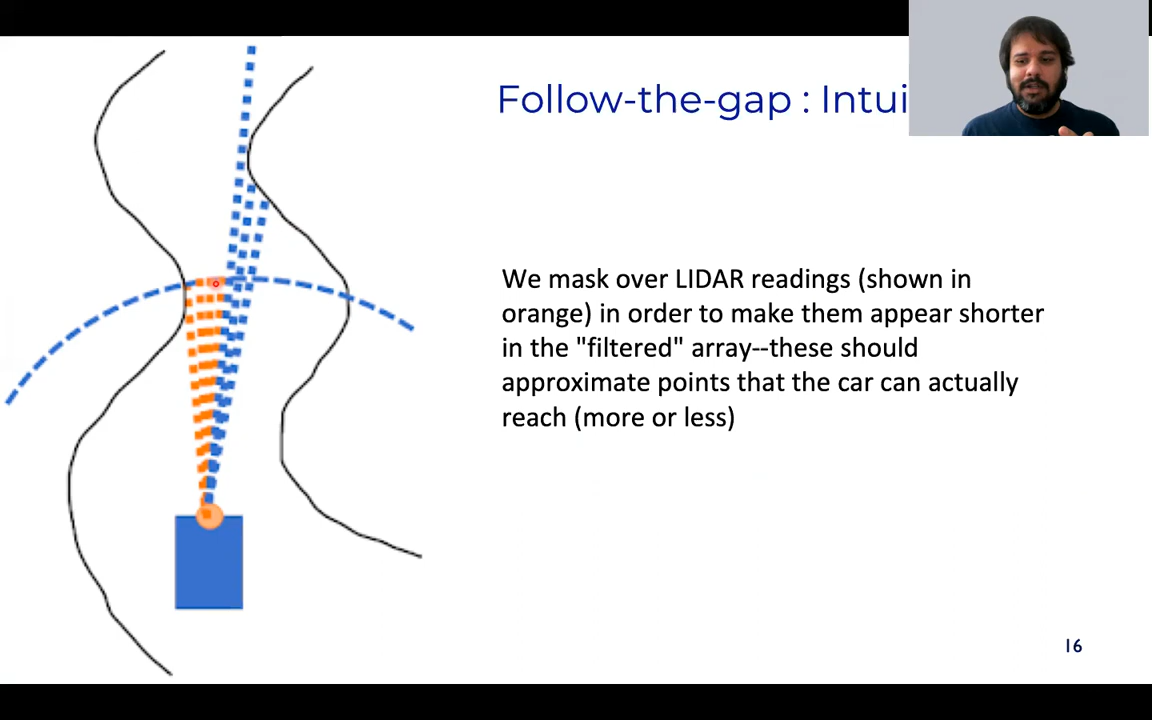 Follow-the-gap : Intui
We mask over LIDAR readings (shown in
orange) in order to make them appear shorter
in the "filtered" array--these should
approximate points that the car can actually
reach (more or less)
16